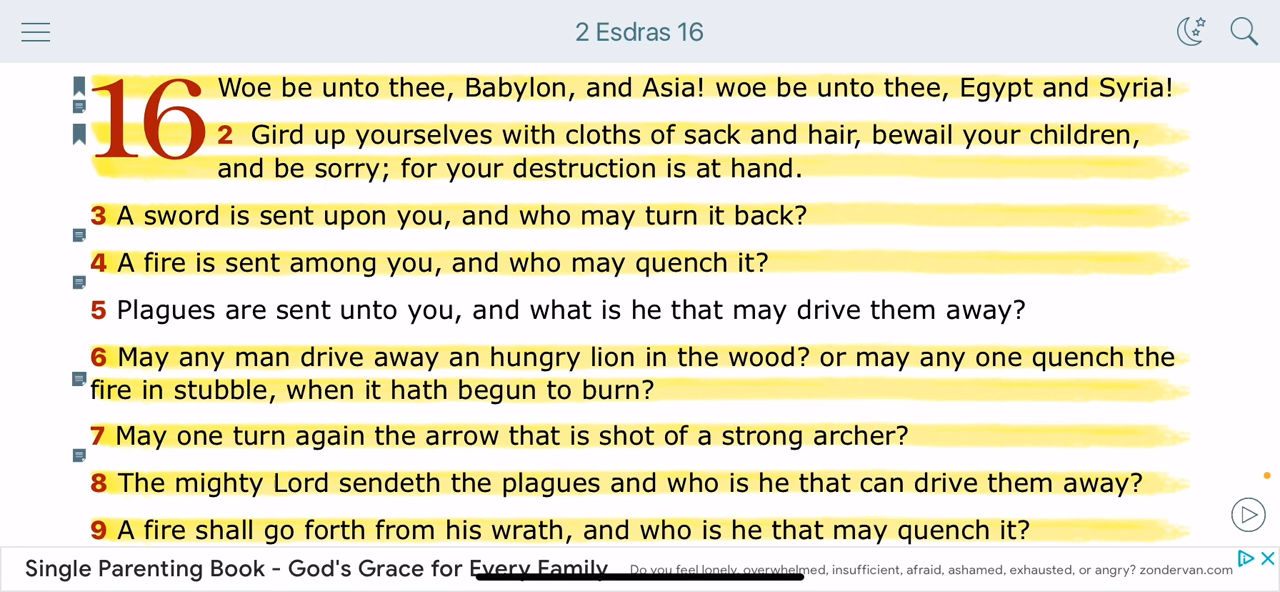 2 Esdras 16
16 Woe be unto thee, Babylon, and Asia! woe be unto thee, Egypt and Syria!
2 Gird up yourselves with cloths of sack and hair, bewail your children,
and be sorry; for your destruction is at hand.
3 A sword is sent upon you, and who may turn it back?
4 A fire is sent among you, and who may quench it?
5 Plagues are sent unto you, and what is he that may drive them away?
6 May any man drive away an hungry lion in the wood? or may any one quench the
fire in stubble, when it hath begun to burn?
7 May one turn again the arrow that is shot of a strong archer?
8 The mighty Lord sendeth the plagues and who is he that can drive them away?
9 A fire shall go forth from his wrath, and who is he that may quench it?
Single Parenting Book - God's Grace for Every Family Do you feel lonely, overwhelmed, insufficient, afraid, ashamed, exhausted, or angry? zondervan.com